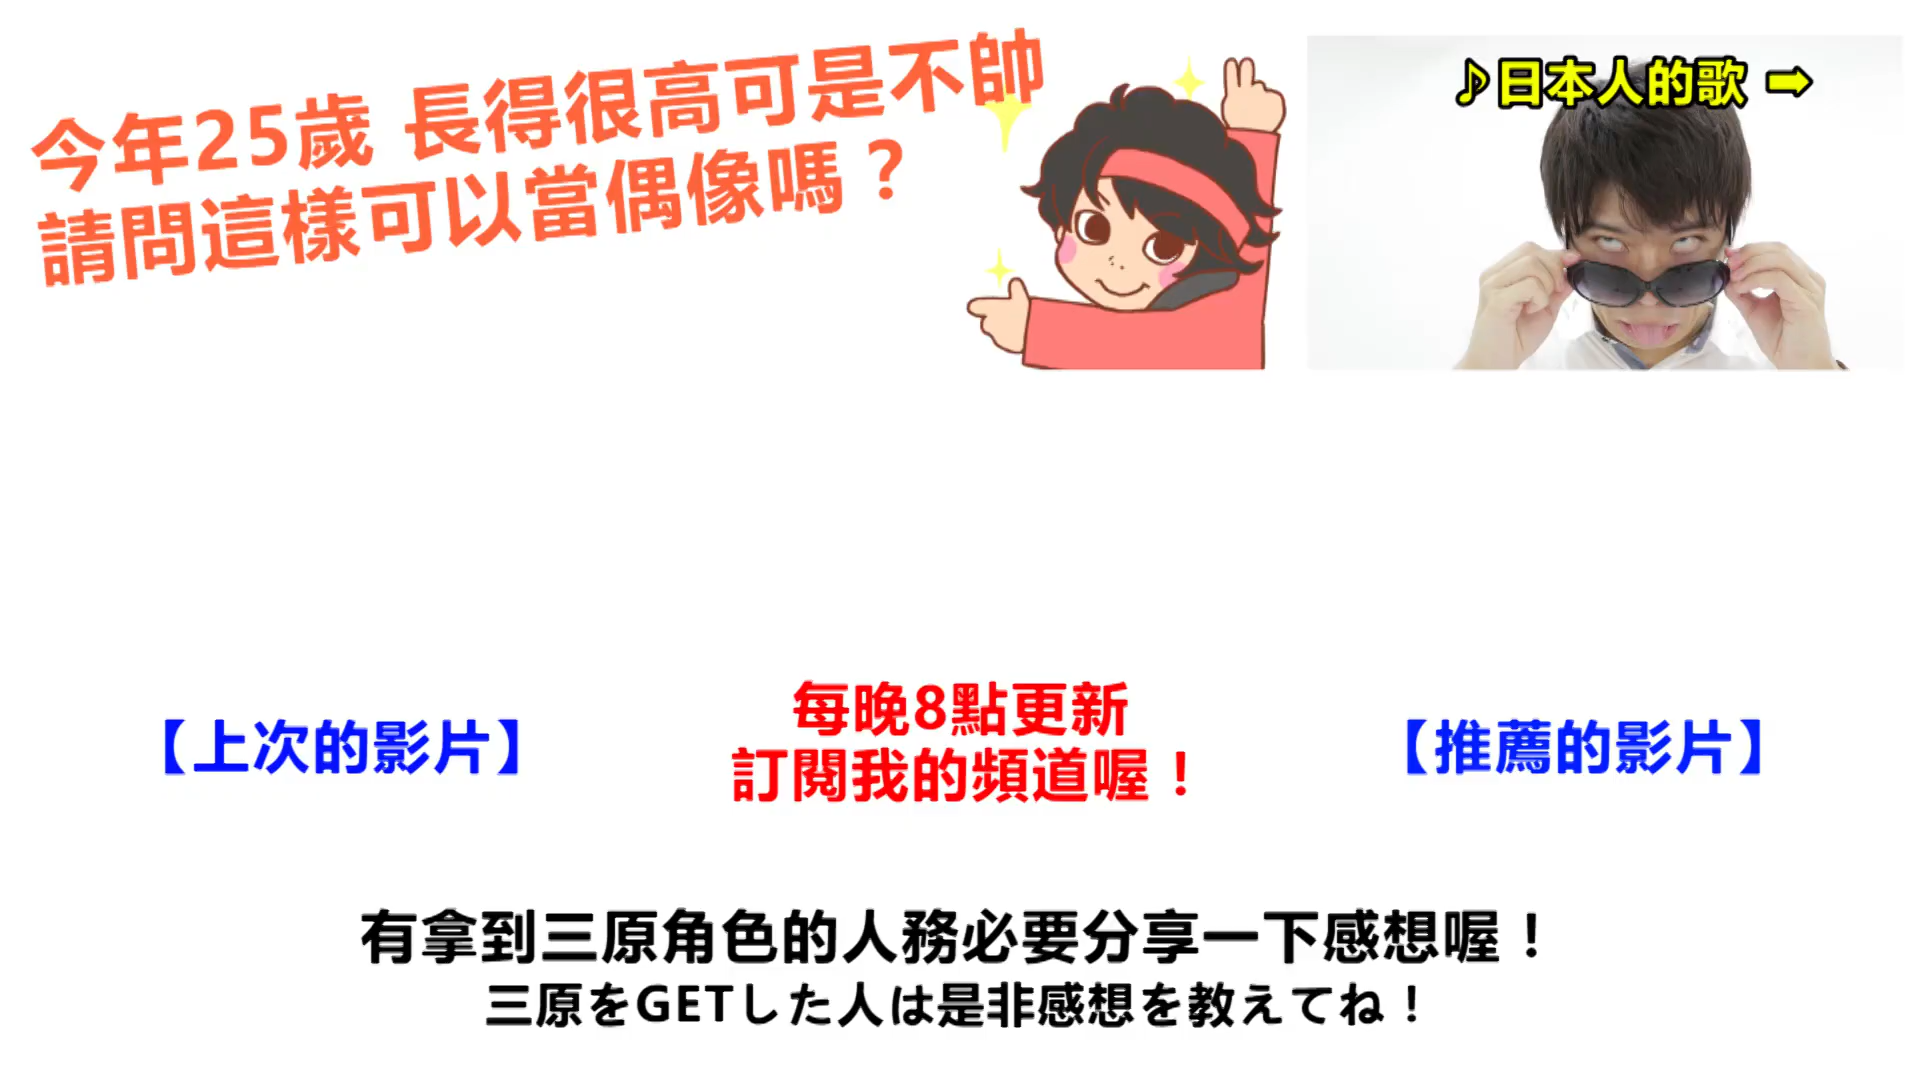 今年25歲 長得很高可是不帥
請問這樣可以當偶像嗎？
♪日本人的歌 ➡
【上次的影片】
每晚8點更新
訂閱我的頻道喔！
【推薦的影片】
有拿到三原角色的人務必要分享一下感想喔！
三原をGETした人は是非感想を教えてね！